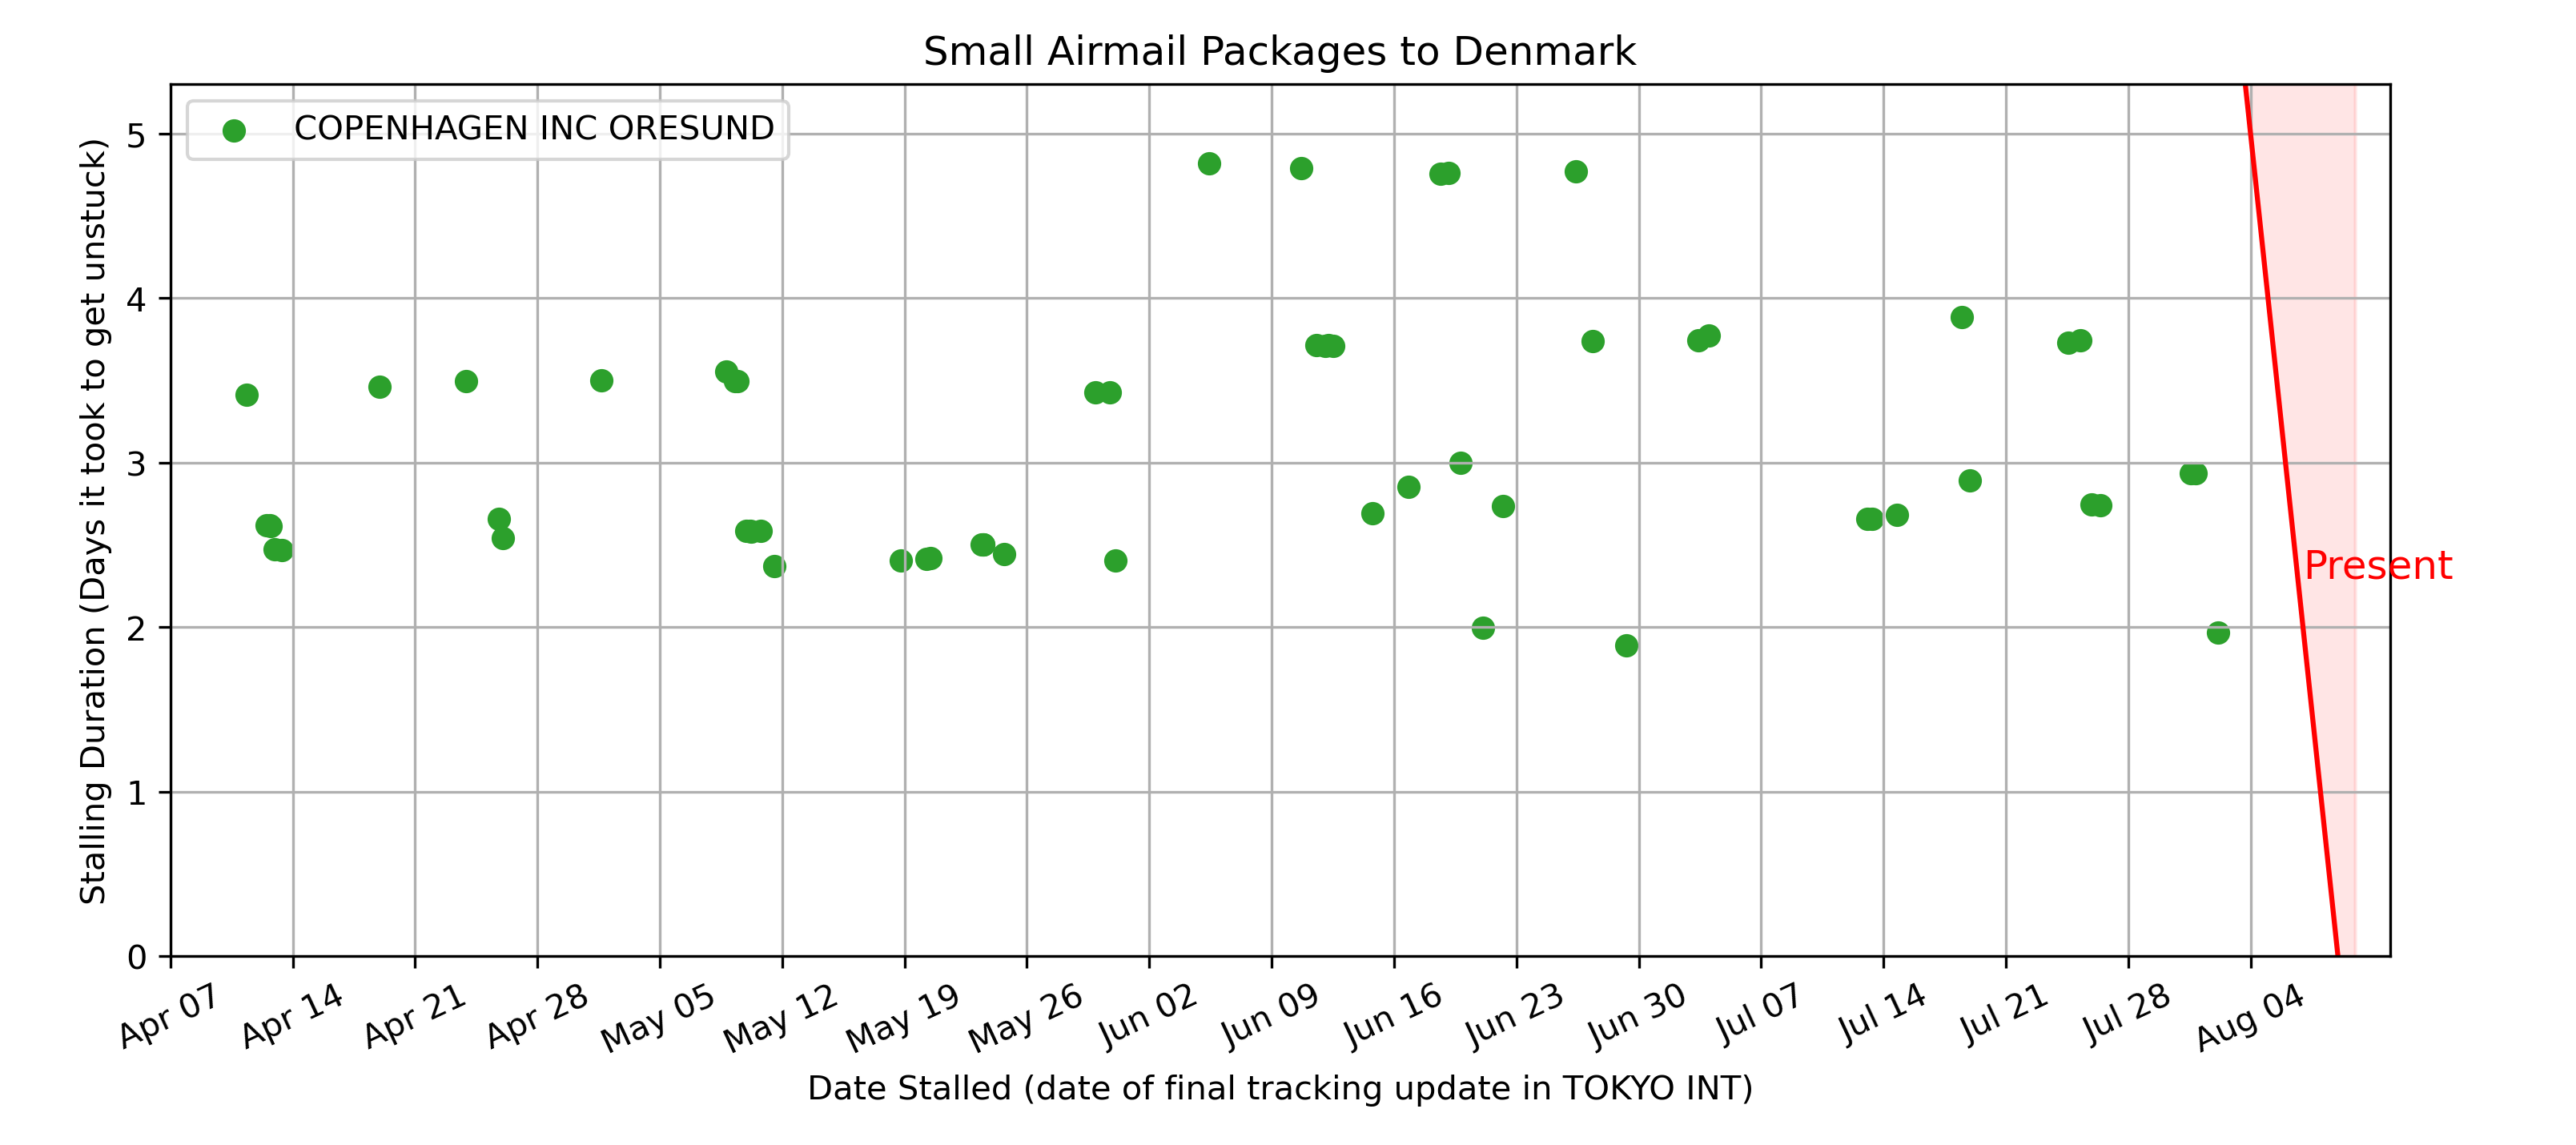 Small Airmail Packages to Denmark
COPENHAGEN INC ORESUND
Stalling Duration (Days it took to get unstuck)
5
4
3
2
1
0
Present
Apr 07
Apr 14
Apr 21
Apr 28
May 05
May 12
May 19
May 26
Jun 02
Jun 09
Jun 16
Jun 23
Jun 30
Jul 07
Jul 14
Jul 21
Jul 28
Aug 04
Date Stalled (date of final tracking update in TOKYO INT)